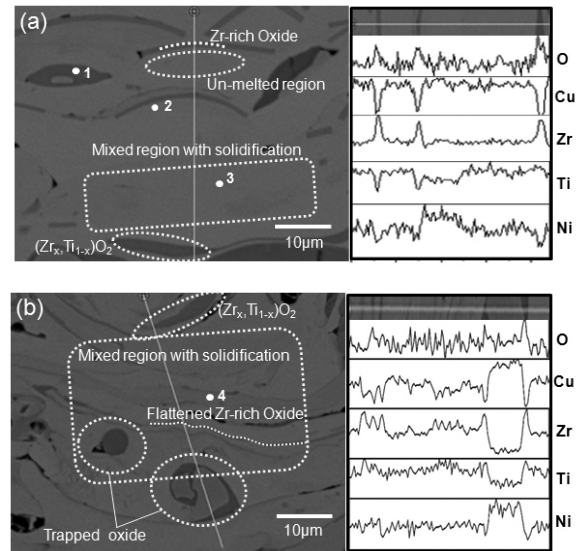 (a)
Zr-rich Oxide
1
Un-melted region
2
Mixed region with solidification
3
(Zrx,Ti1-x)O2
10μm
O
Cu
Zr
Ti
Ni
(b)
(Zrx,Ti1-x)O2
Mixed region with solidification
4
Flattened Zr-rich Oxide
Trapped oxide
10μm
O
Cu
Zr
Ti
Ni